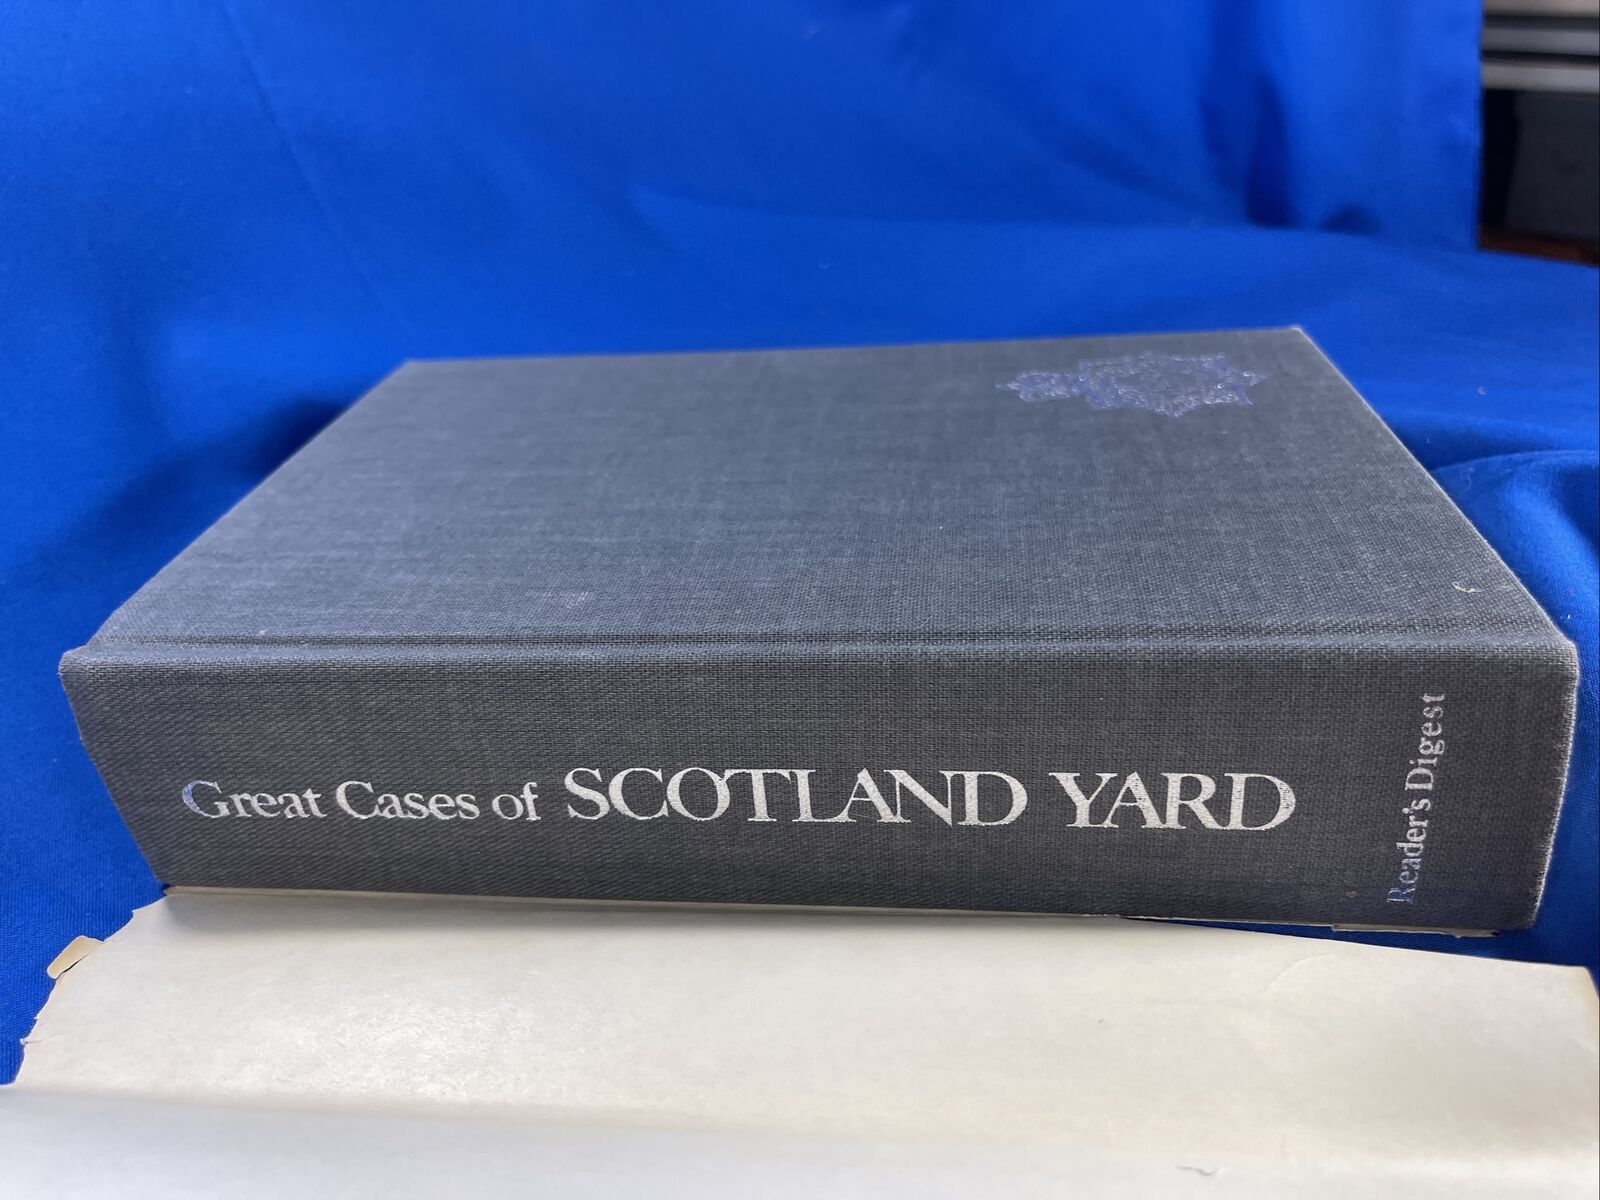 Great Cases of SCOTLAND YARD
Reader's Digest